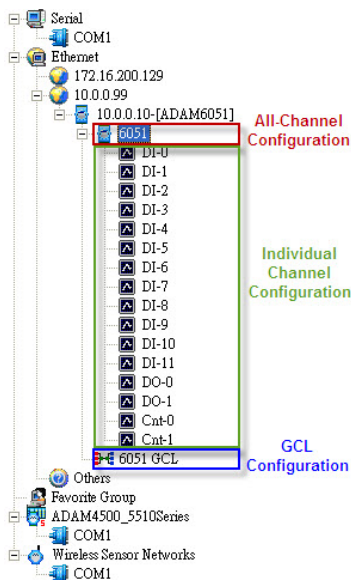 Serial
COM1
Ethernet
172.16.200.129
10.0.0.99
10.0.0.10-[ADAM6051]
6051
All-Channel
Configuration
DI-0
DI-1
DI-2
DI-3
DI-4
DI-5
DI-6
DI-7
DI-8
DI-9
DI-10
DI-11
DO-0
DO-1
Cnt-0
Cnt-1
Individual
Channel
Configuration
6051 GCL
GCL
Configuration
Others
Favorite Group
ADAM4500_5510Series
COM1
Wireless Sensor Networks
COM1